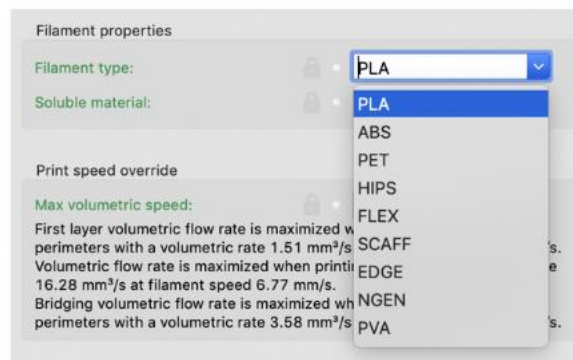 Filament properties
Filament type:
PLA
Soluble material:
PLA
ABS
PET
HIPS
FLEX
SCAFF
EDGE
NGEN
PVA
Print speed override
Max volumetric speed:
First layer volumetric flow rate is maximized
perimeters with a volumetric rate 1.51 mm³/s s.
Volumetric flow rate is maximized when e
16.28 mm³/s at filament speed 6.77 mm/s.
Bridging volumetric flow rate is maximized
perimeters with a volumetric rate 3.58 mm³/s s.